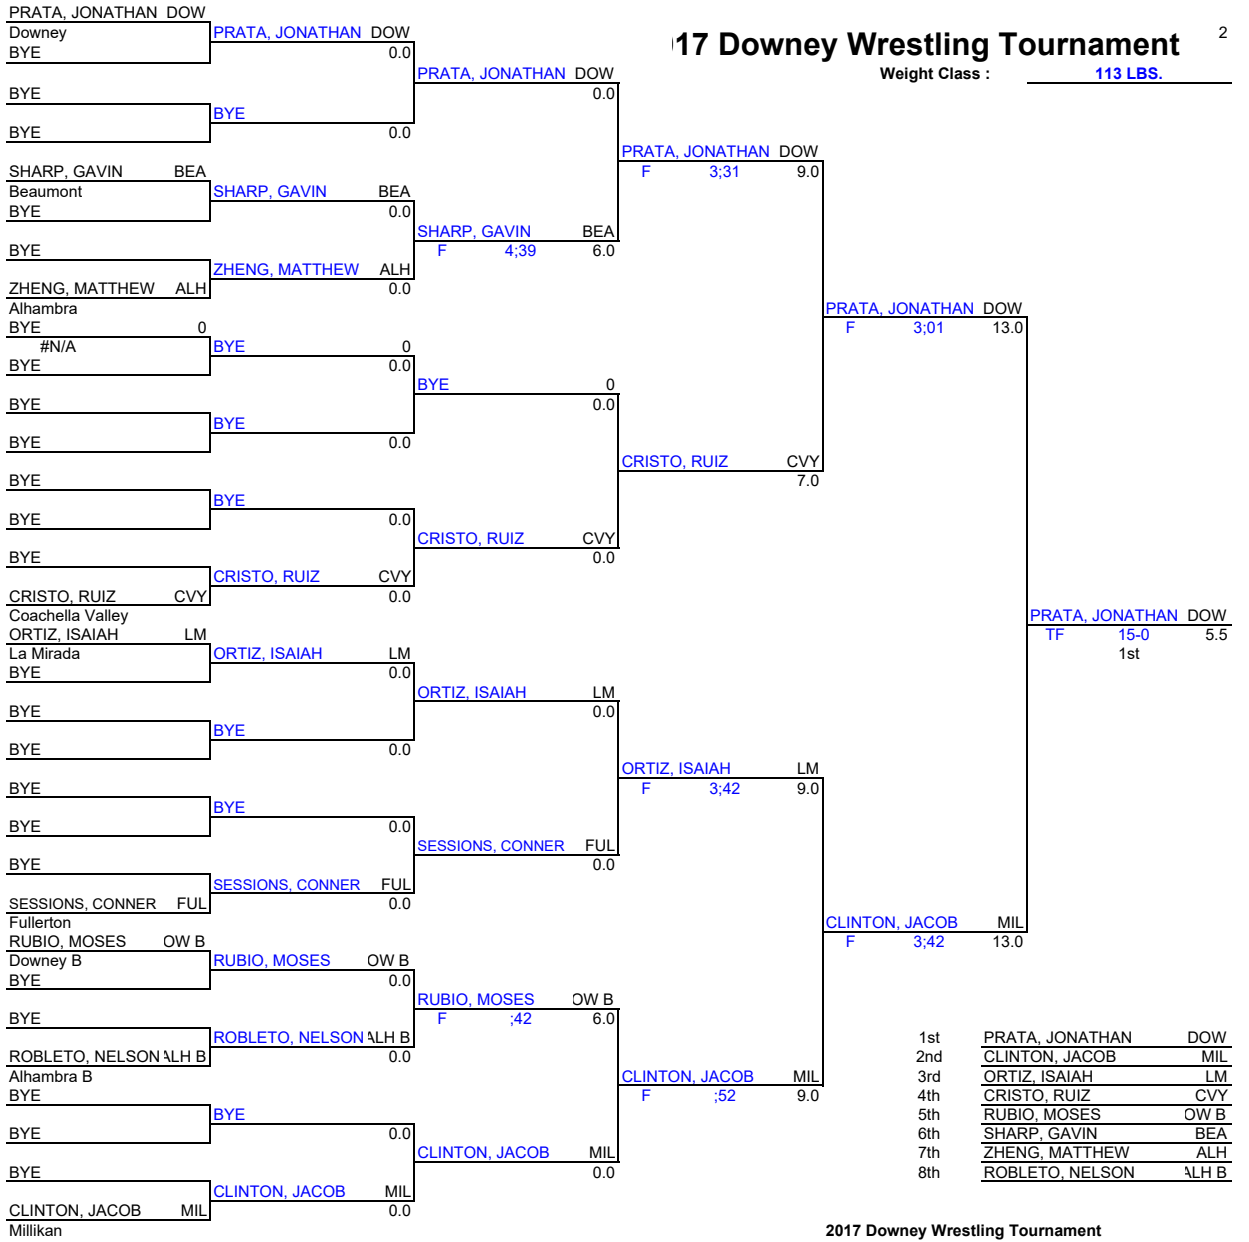 PRATA, JONATHAN DOW
Downey
BYE
BYE
BYE
SHARP, GAVIN BEA
Beaumont
BYE
BYE
ZHENG, MATTHEW ALH
Alhambra
BYE 0
#N/A
BYE
BYE
BYE
BYE
BYE
BYE
CRISTO, RUIZ CVY
Coachella Valley
ORTIZ, ISAIAH LM
La Mirada
BYE
BYE
BYE
BYE
BYE
BYE
SESSIONS, CONNER FUL
Fullerton
RUBIO, MOSES OW B
Downey B
BYE
BYE
ROBLETO, NELSON ALH B
Alhambra B
BYE
BYE
BYE
CLINTON, JACOB MIL
Millikan
PRATA, JONATHAN DOW
0.0
BYE
0.0
SHARP, GAVIN BEA
0.0
ZHENG, MATTHEW ALH
0.0
BYE 0
0.0
BYE
0.0
BYE
0.0
CRISTO, RUIZ CVY
0.0
ORTIZ, ISAIAH LM
0.0
BYE
0.0
BYE
0.0
SESSIONS, CONNER FUL
0.0
RUBIO, MOSES OW B
0.0
ROBLETO, NELSON ALH B
0.0
BYE
0.0
CLINTON, JACOB MIL
0.0
PRATA, JONATHAN DOW
0.0
SHARP, GAVIN BEA
F 4;39 6.0
BYE 0
0.0
CRISTO, RUIZ CVY
0.0
ORTIZ, ISAIAH LM
0.0
SESSIONS, CONNER FUL
0.0
RUBIO, MOSES OW B
F ;42 6.0
CLINTON, JACOB MIL
0.0
PRATA, JONATHAN DOW
F 3;31 9.0
CRISTO, RUIZ CVY
7.0
ORTIZ, ISAIAH LM
F 3;42 9.0
CLINTON, JACOB MIL
F ;52 9.0
PRATA, JONATHAN DOW
F 3;01 13.0
CLINTON, JACOB MIL
F 3;42 13.0
PRATA, JONATHAN DOW
TF 15-0 5.5
1st
17 Downey Wrestling Tournament 2
Weight Class : 113 LBS.
1st PRATA, JONATHAN DOW
2nd CLINTON, JACOB MIL
3rd ORTIZ, ISAIAH LM
4th CRISTO, RUIZ CVY
5th RUBIO, MOSES OW B
6th SHARP, GAVIN BEA
7th ZHENG, MATTHEW ALH
8th ROBLETO, NELSON ALH B
2017 Downey Wrestling Tournament